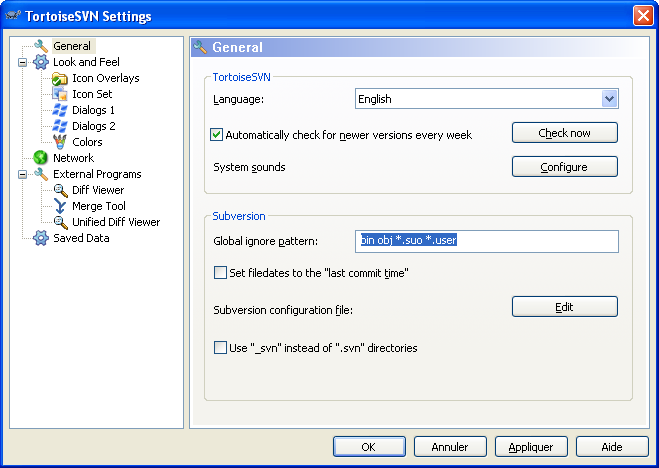 TortoiseSVN Settings
General
Look and Feel
Icon Overlays
Icon Set
Dialogs 1
Dialogs 2
Colors
Network
External Programs
Diff Viewer
Merge Tool
Unified Diff Viewer
Saved Data
General
TortoiseSVN
Language: English
Automatically check for newer versions every week Check now
System sounds Configure
Subversion
Global ignore pattern: bin obj *.suo *.user
Set filedates to the "last commit time"
Subversion configuration file: Edit
Use "_svn" instead of ".svn" directories
OK Annuler Appliquer Aide